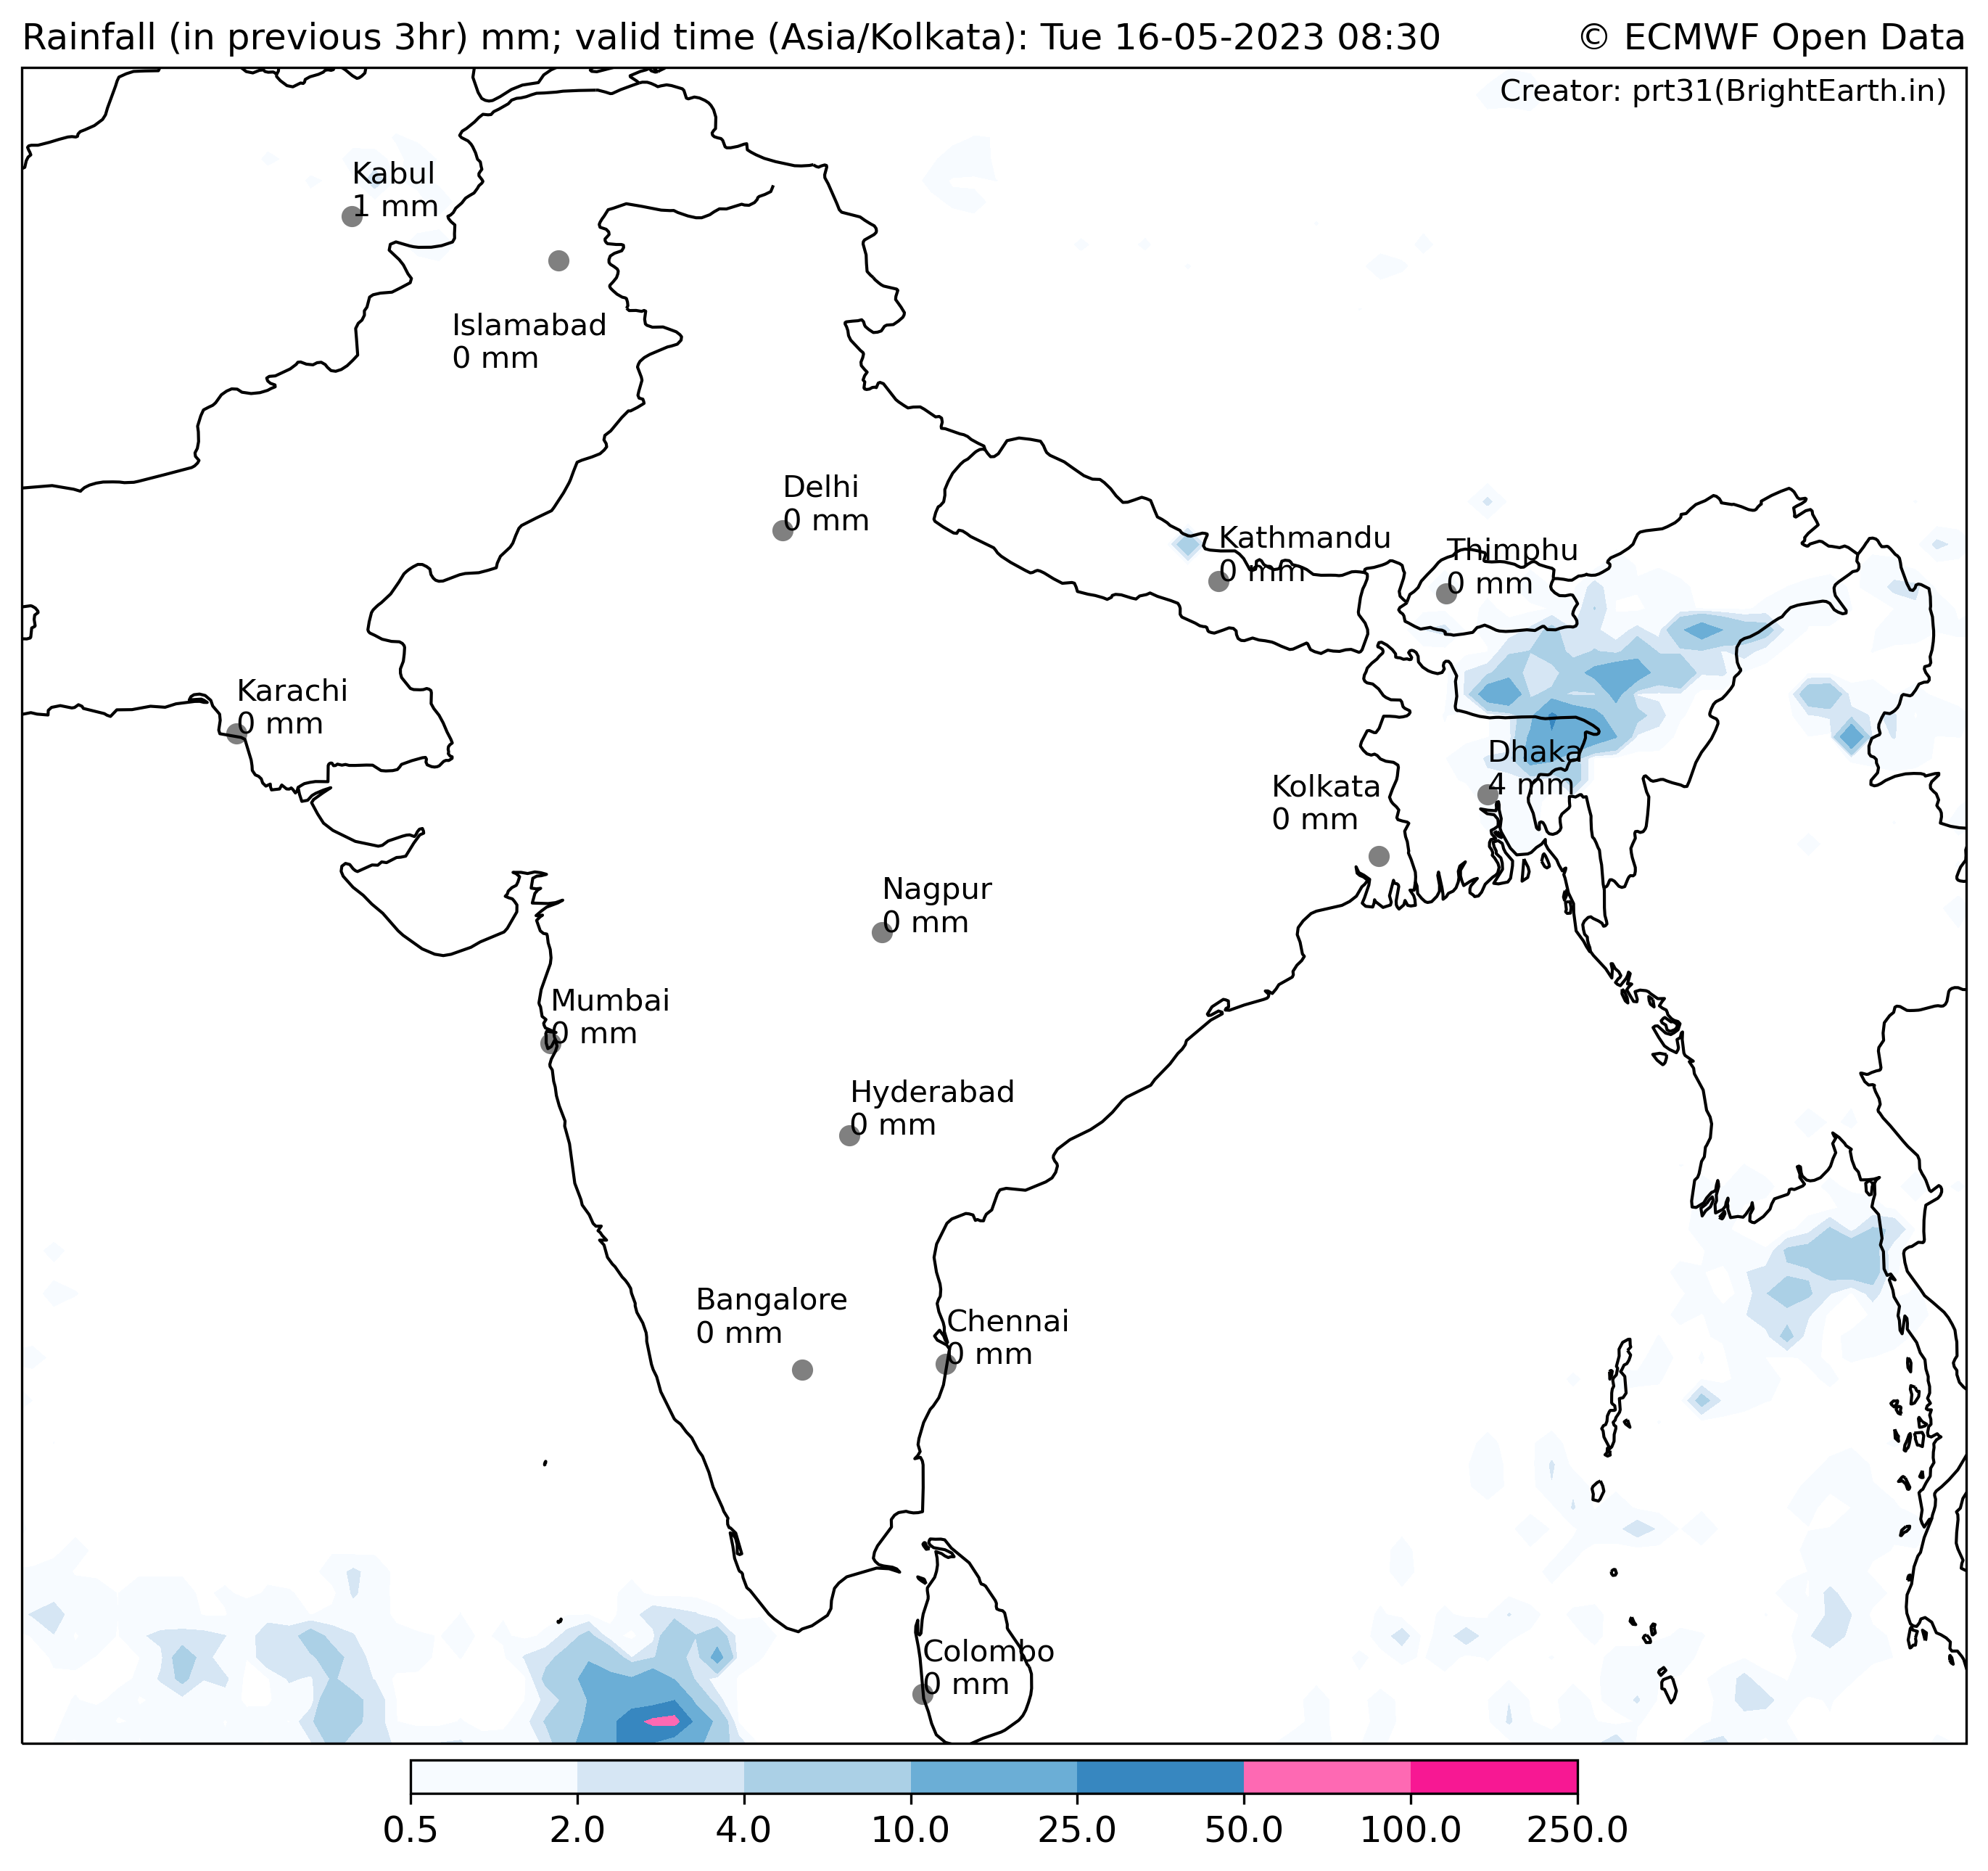 Rainfall (in previous 3hr) mm; valid time (Asia/Kolkata): Tue 16-05-2023 08:30
© ECMWF Open Data
Creator: prt31(BrightEarth.in)
Kabul
1 mm
Islamabad
0 mm
Delhi
0 mm
Kathmandu
0 mm
Thimphu
0 mm
Karachi
0 mm
Dhaka
4 mm
Kolkata
0 mm
Nagpur
0 mm
Mumbai
0 mm
Hyderabad
0 mm
Bangalore
0 mm
Chennai
0 mm
Colombo
0 mm
0.5 2.0 4.0 10.0 25.0 50.0 100.0 250.0